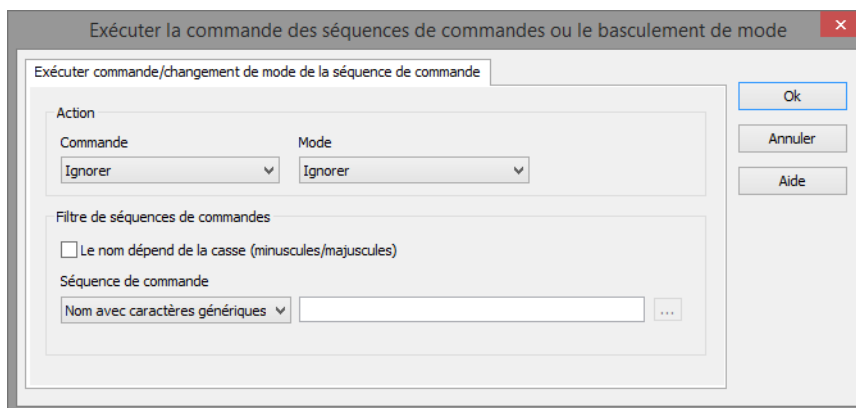 Exécuter la commande des séquences de commandes ou le basculement de mode
Exécuter commande/changement de mode de la séquence de commande
Ok
Annuler
Aide
Action
Commande Mode
Ignorer Ignorer
Filtre de séquences de commandes
Le nom dépend de la casse (minuscules/majuscules)
Séquence de commande
Nom avec caractères génériques ...